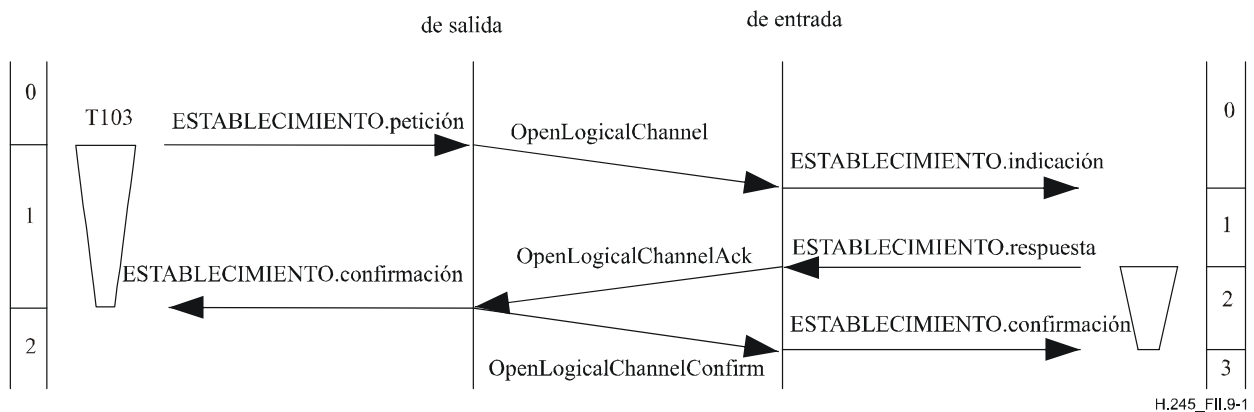 de salida
de entrada
0
T103
ESTABLECIMIENTO.petición
OpenLogicalChannel
0
ESTABLECIMIENTO.indicación
1
1
ESTABLECIMIENTO.confirmación
OpenLogicalChannelAck
ESTABLECIMIENTO.respuesta
2
2
OpenLogicalChannelConfirm
ESTABLECIMIENTO.confirmación
3
H.245_FII.9-1